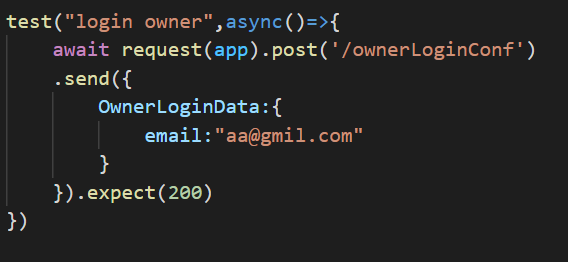 test("login owner",async()=>{
    await request(app).post('/ownerLoginConf')
    .send({
        OwnerLoginData:{
            email:"aa@gmil.com"
        }
    }).expect(200)
})